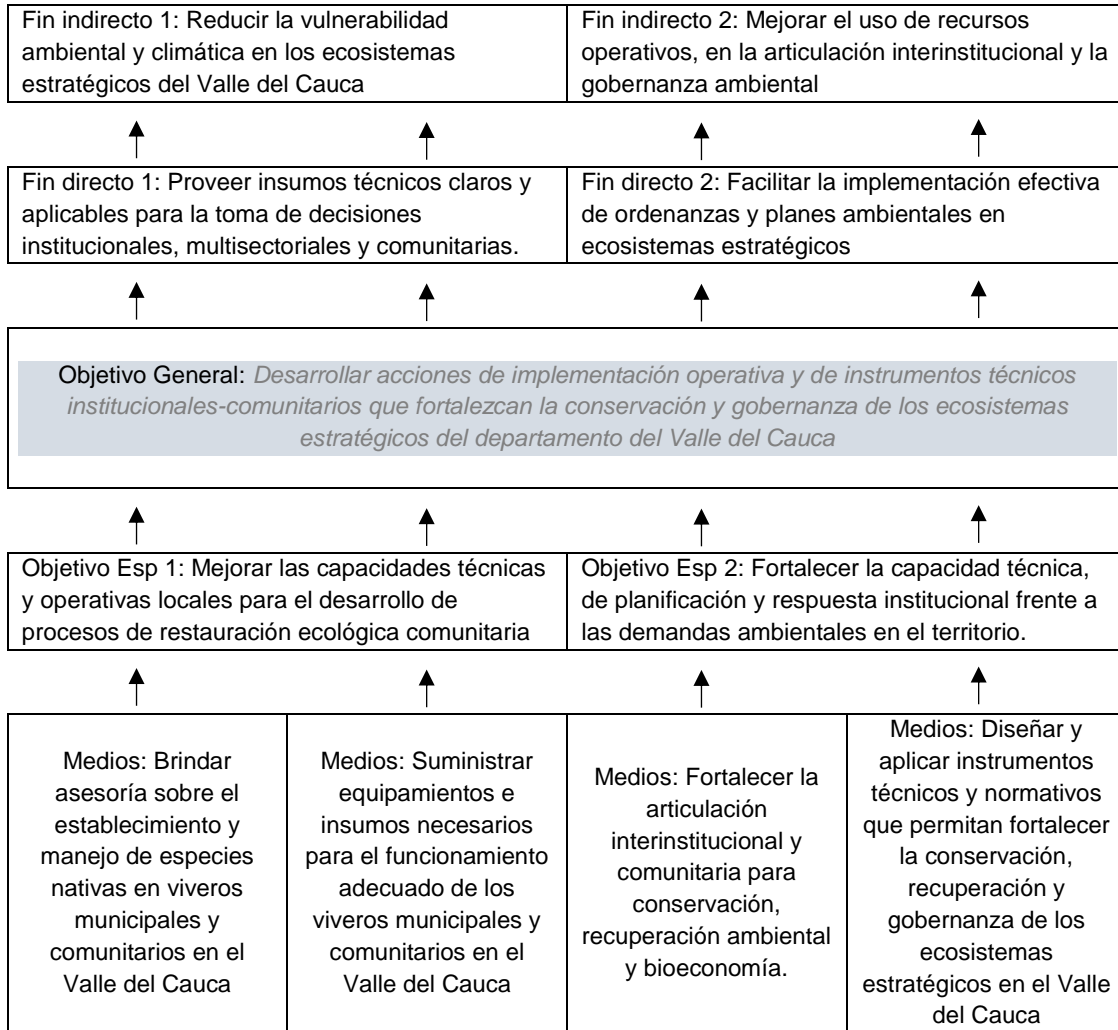 Fin indirecto 1: Reducir la vulnerabilidad
ambiental y climática en los ecosistemas
estratégicos del Valle del Cauca
Fin indirecto 2: Mejorar el uso de recursos
operativos, en la articulación interinstitucional y la
gobernanza ambiental
Fin directo 1: Proveer insumos técnicos claros y
aplicables para la toma de decisiones
institucionales, multisectoriales y comunitarias.
Fin directo 2: Facilitar la implementación efectiva
de ordenanzas y planes ambientales en
ecosistemas estratégicos
Objetivo General: Desarrollar acciones de implementación operativa y de instrumentos técnicos
institucionales-comunitarios que fortalezcan la conservación y gobernanza de los ecosistemas
estratégicos del departamento del Valle del Cauca
Objetivo Esp 1: Mejorar las capacidades técnicas
y operativas locales para el desarrollo de
procesos de restauración ecológica comunitaria
Objetivo Esp 2: Fortalecer la capacidad técnica,
de planificación y respuesta institucional frente a
las demandas ambientales en el territorio.
Medios: Brindar
asesoría sobre el
establecimiento y
manejo de especies
nativas en viveros
municipales y
comunitarios en el
Valle del Cauca
Medios: Suministrar
equipamientos e
insumos necesarios
para el funcionamiento
adecuado de los
viveros municipales y
comunitarios en el
Valle del Cauca
Medios: Fortalecer la
articulación
interinstitucional y
comunitaria para
conservación,
recuperación ambiental
y bioeconomía.
Medios: Diseñar y
aplicar instrumentos
técnicos y normativos
que permitan fortalecer
la conservación,
recuperación y
gobernanza de los
ecosistemas
estratégicos en el Valle
del Cauca